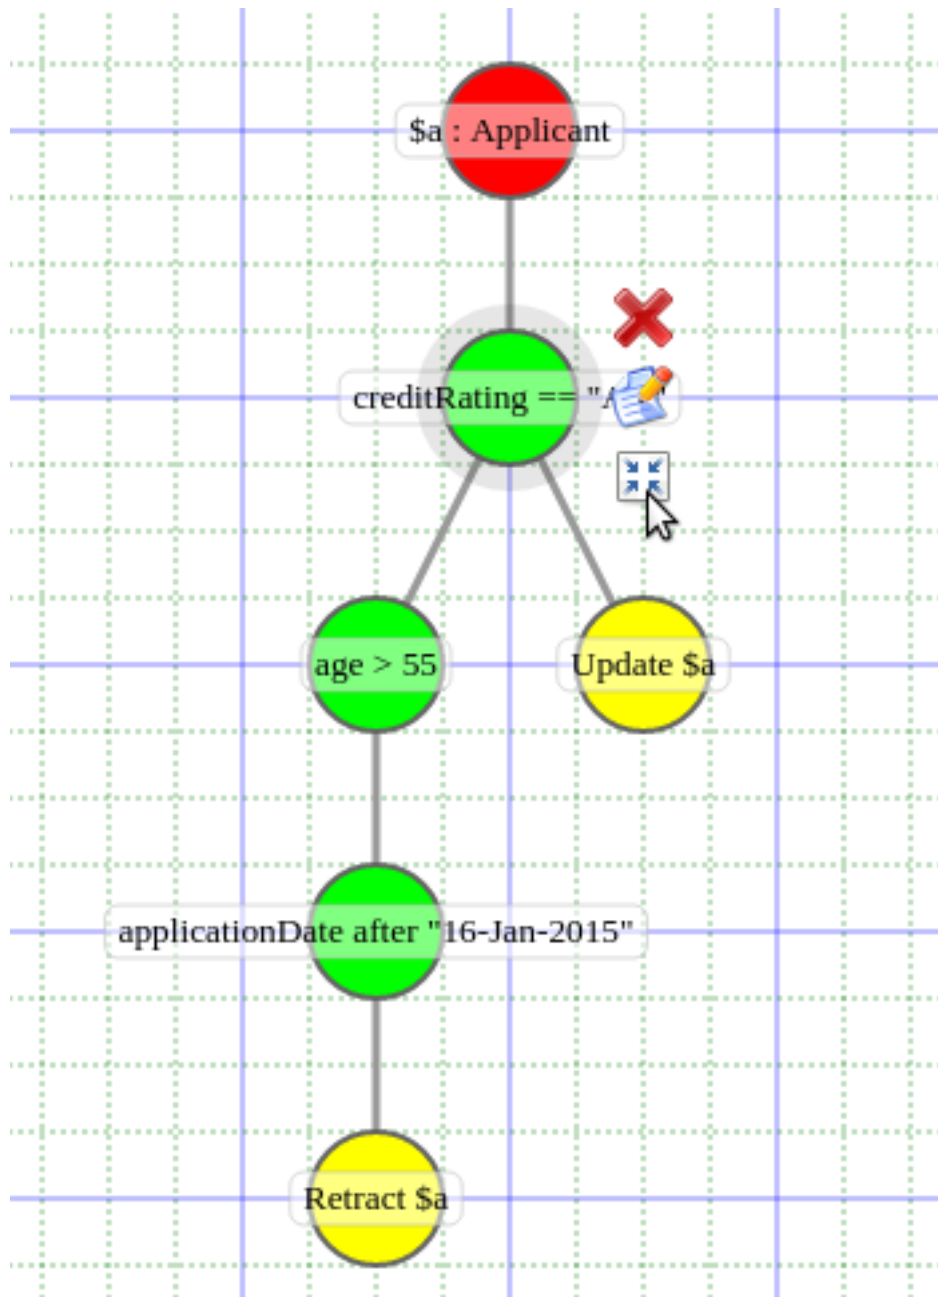 $a : Applicant
creditRating == "
age > 55
Update $a
applicationDate after "16-Jan-2015"
Retract $a